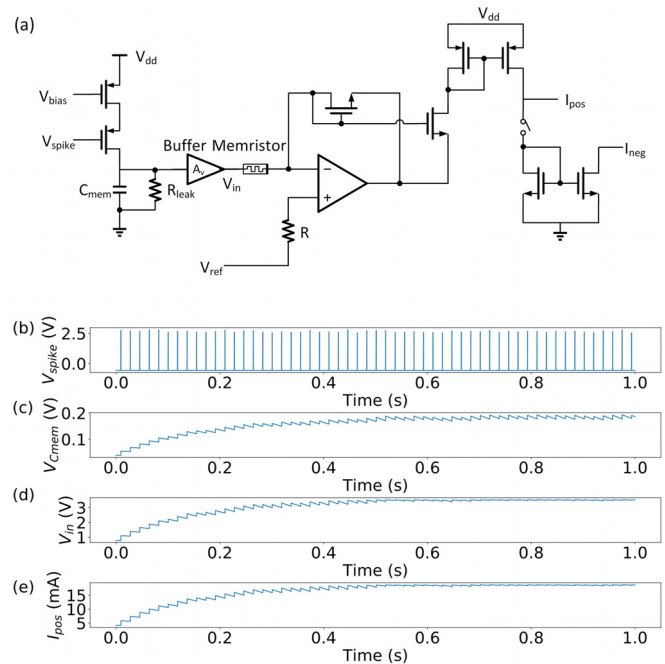 (a)
Vdd
Vdd
Vbias
Vspike
Buffer Memristor
Av
Vin
Cmem
Rleak
−
+
R
Vref
Ipos
Ineg
(b)
Vspike (V)
2.5
0.0
0.0 0.2 0.4 0.6 0.8 1.0
Time (s)
(c)
VCmem (V)
0.2
0.1
0.0 0.2 0.4 0.6 0.8 1.0
Time (s)
(d)
Vin (V)
3
2
1
0.0 0.2 0.4 0.6 0.8 1.0
Time (s)
(e)
Ipos (mA)
15
10
5
0.0 0.2 0.4 0.6 0.8 1.0
Time (s)